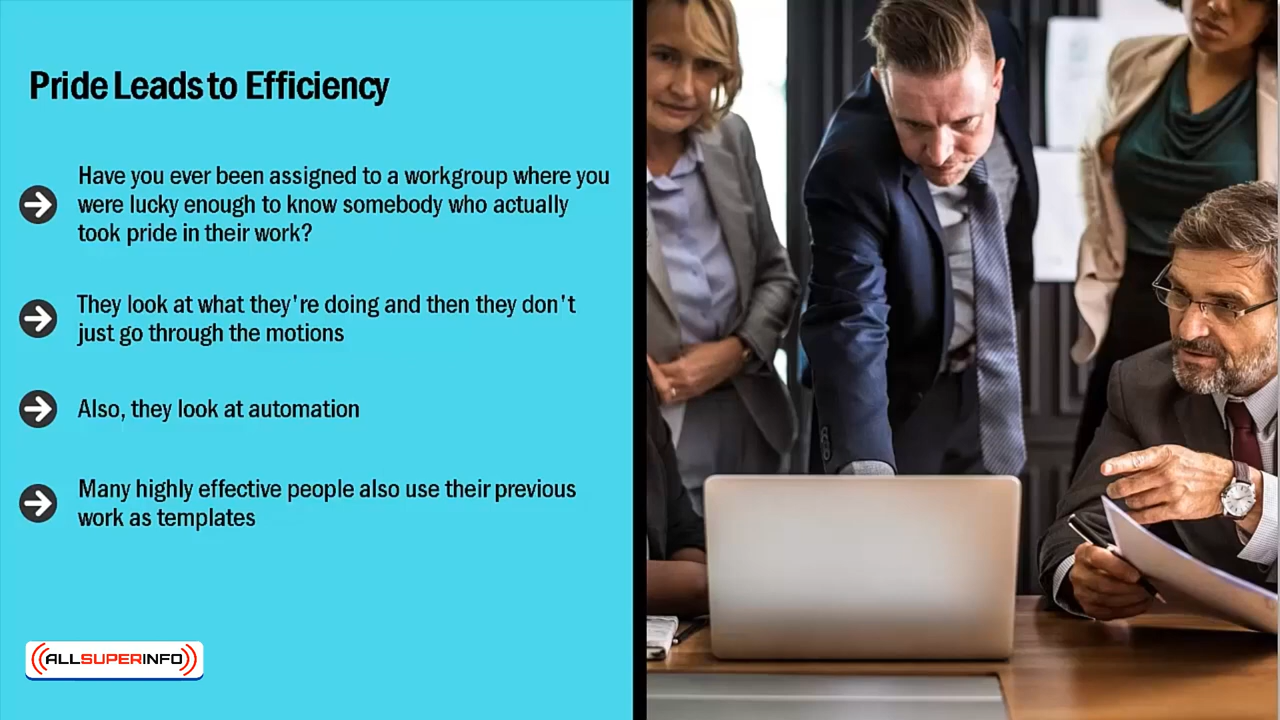 Pride Leads to Efficiency
Have you ever been assigned to a workgroup where you
were lucky enough to know somebody who actually
took pride in their work?
They look at what they're doing and then they don't
just go through the motions
Also, they look at automation
Many highly effective people also use their previous
work as templates
ALLSUPERINFO